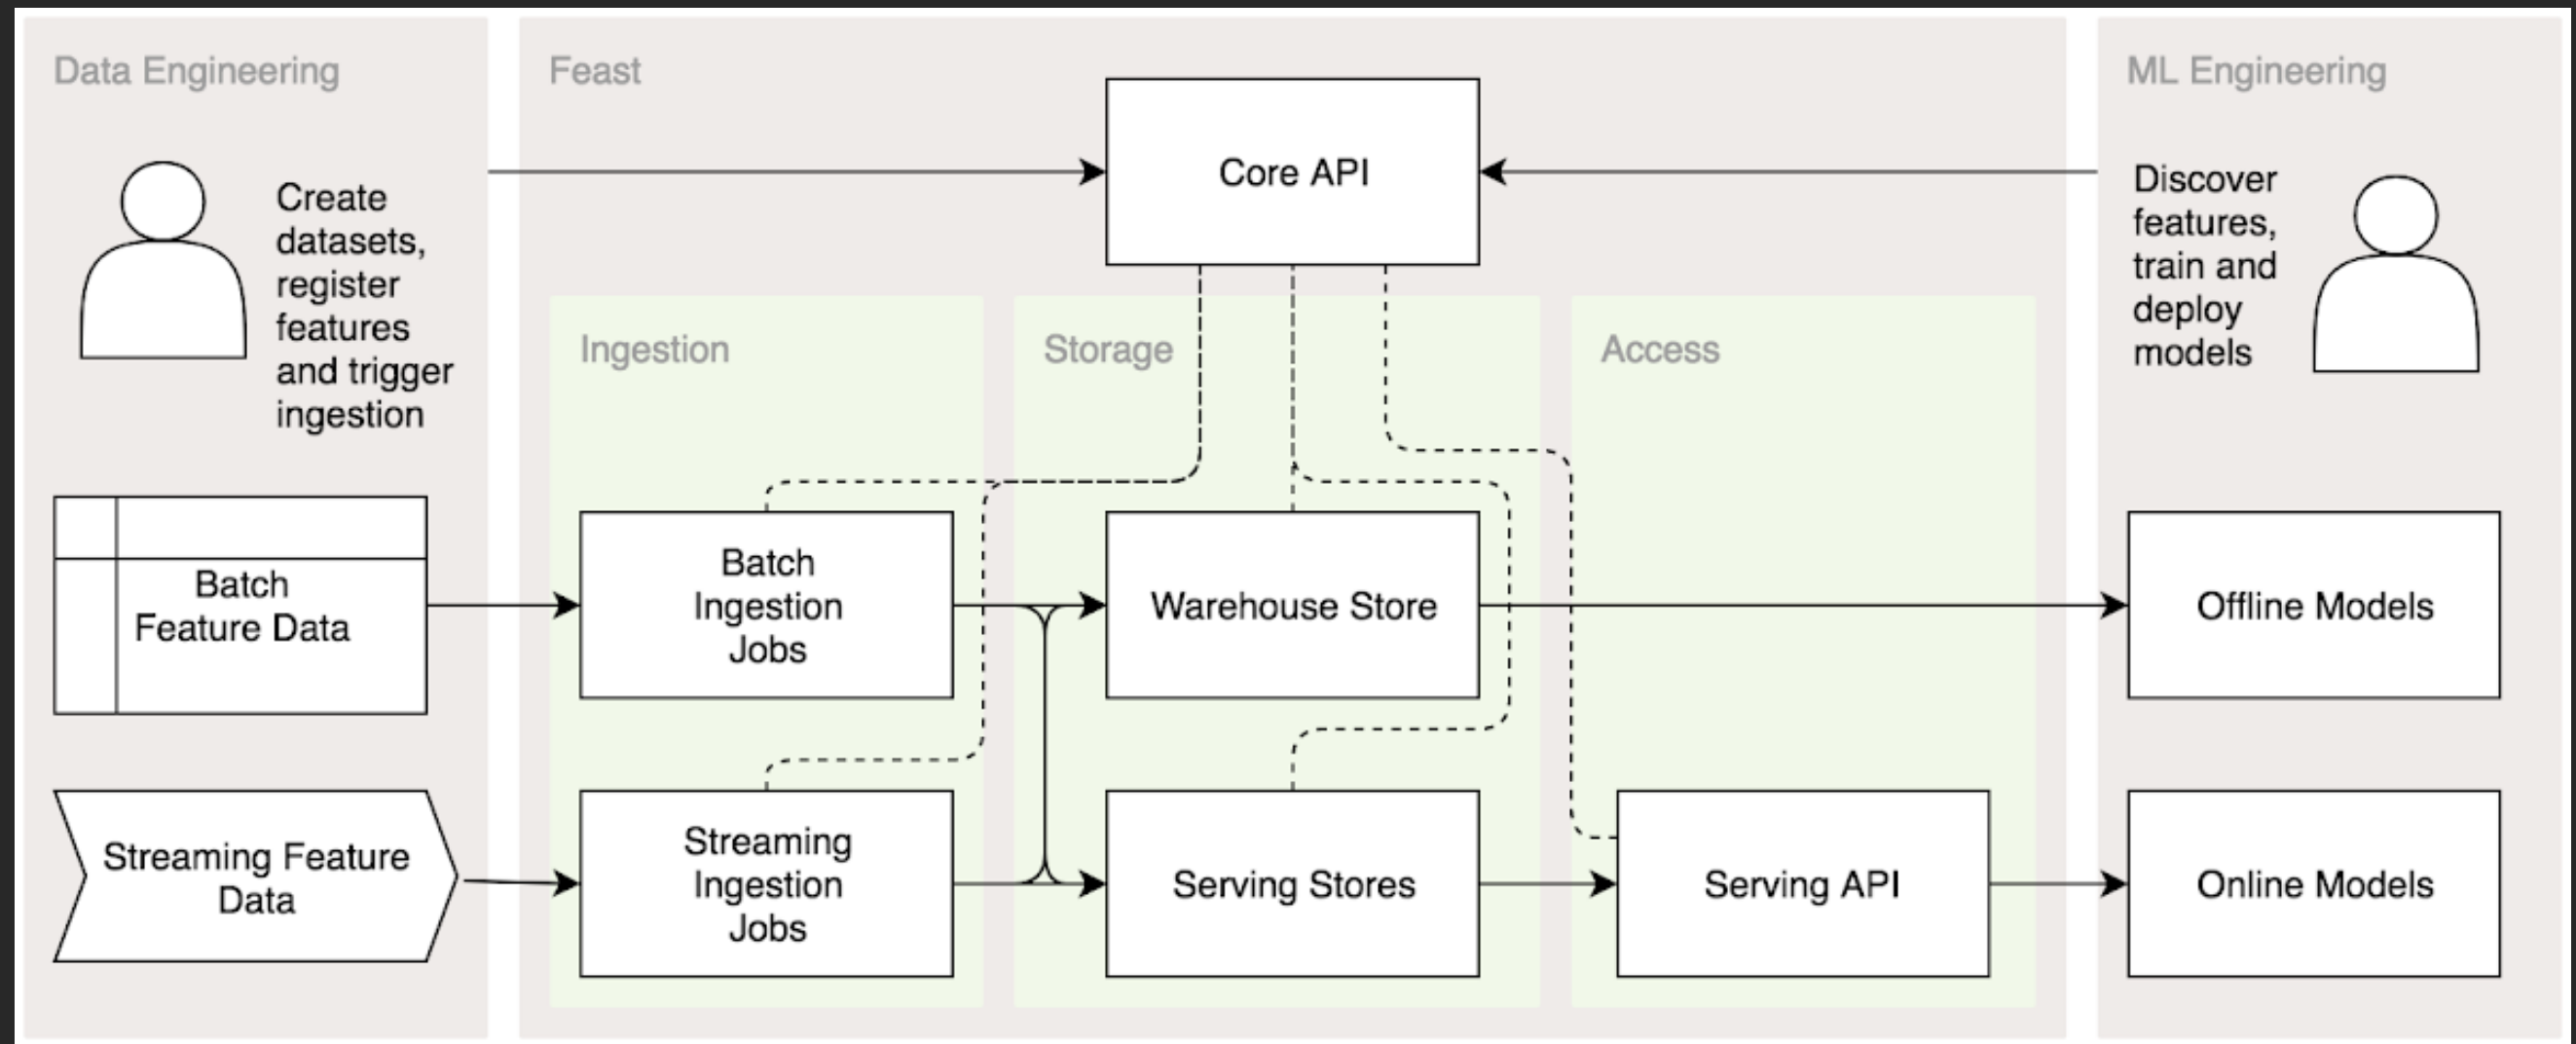 Data Engineering
Feast
ML Engineering
Core API
Create
datasets,
register
features
and trigger
ingestion
Discover
features,
train and
deploy
models
Ingestion
Storage
Access
Batch
Feature Data
Batch
Ingestion
Jobs
Warehouse Store
Offline Models
Streaming Feature
Data
Streaming
Ingestion
Jobs
Serving Stores
Serving API
Online Models